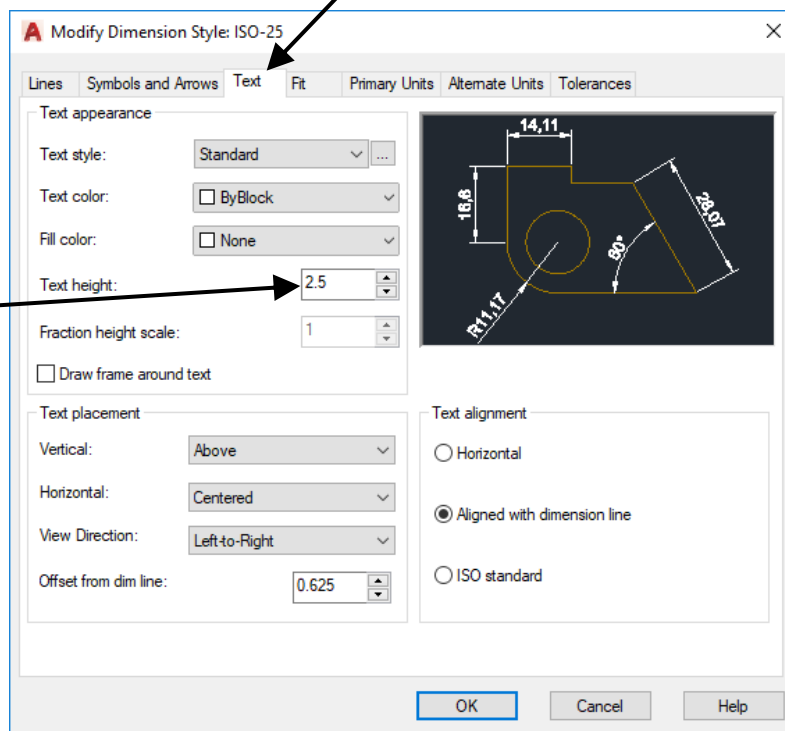 A Modify Dimension Style: ISO-25
Lines Symbols and Arrows Text Fit Primary Units Alternate Units Tolerances
Text appearance
Text style: Standard ...
Text color: ByBlock
Fill color: None
Text height: 2.5
Fraction height scale: 1
Draw frame around text
14,11
16,6
28,07
60°
R11,17
Text placement
Vertical: Above
Horizontal: Centered
View Direction: Left-to-Right
Offset from dim line: 0.625
Text alignment
Horizontal
Aligned with dimension line
ISO standard
OK Cancel Help